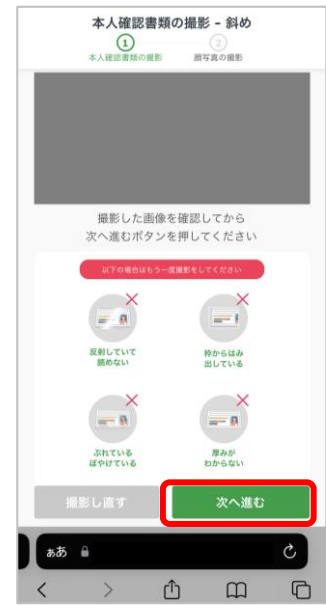 本人確認書類の撮影 - 斜め
1
2
本人確認書類の撮影
顔写真の撮影
撮影した画像を確認してから
次へ進むボタンを押してください
以下の場合はもう一度撮影をしてください
反射していて
読めない
枠からはみ
出している
ぶれている
ぼやけている
厚みが
わからない
撮影し直す
次へ進む
ぁあ